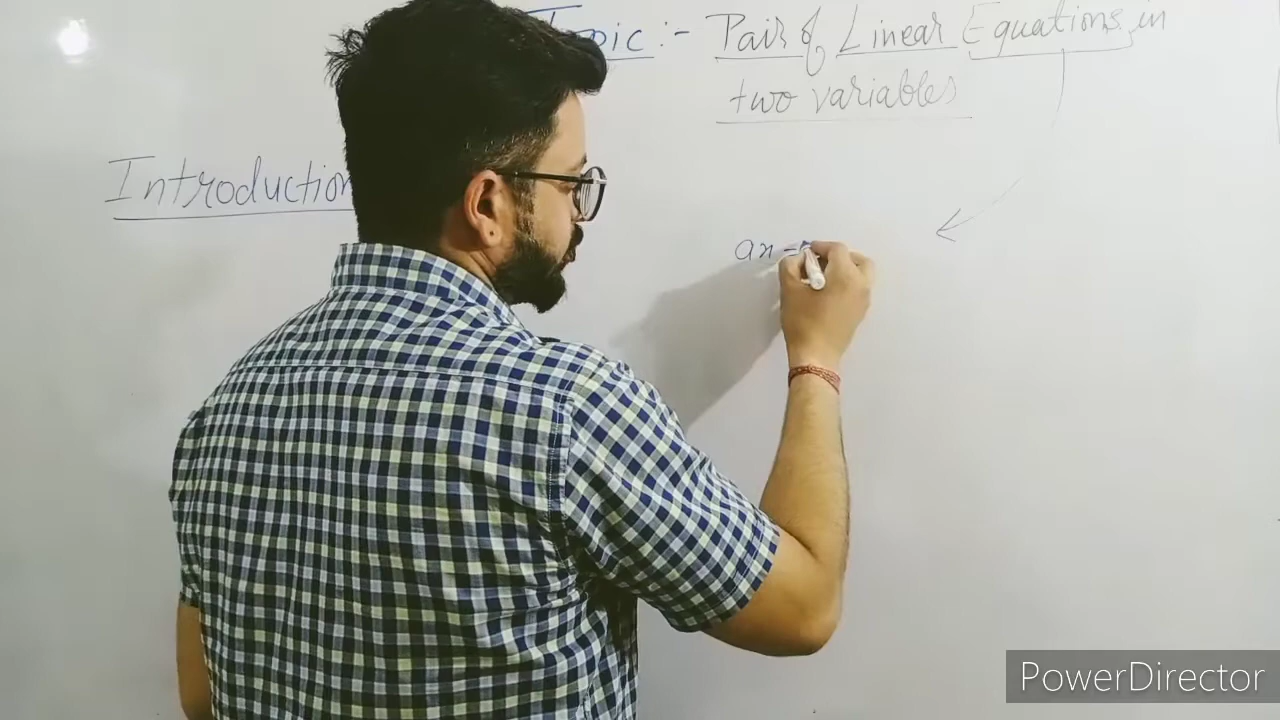 Topic :- Pair of Linear Equations in
two variables
Introduction
ax
PowerDirector